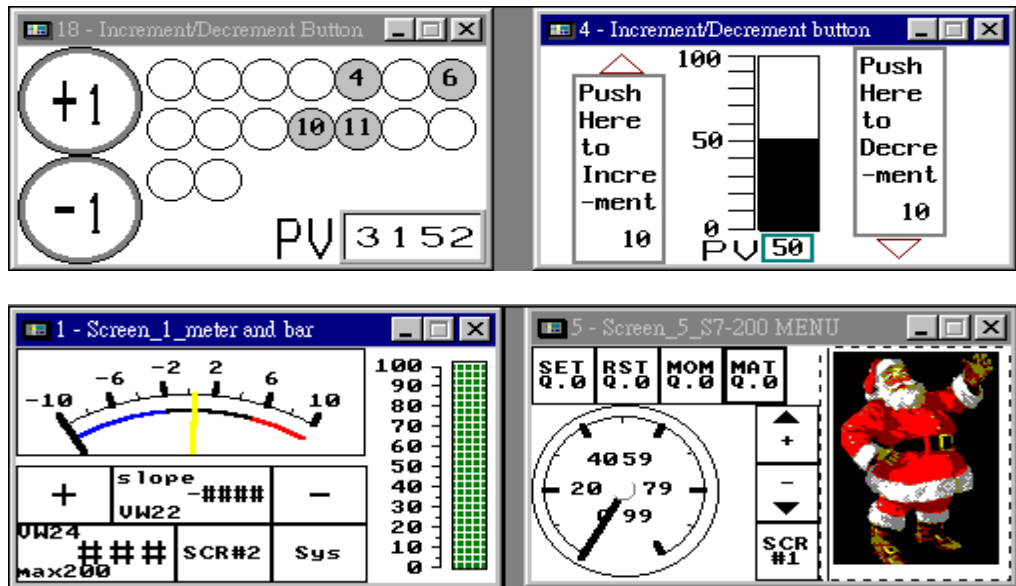 18 - Increment/Decrement Button
+1
4 6
10 11
-1
PV 3152
4 - Increment/Decrement button
Push
Here
to
Incre
-ment
10
100
50
0
PV 50
Push
Here
to
Decre
-ment
10
1 - Screen_1_meter and bar
-10 -6 -2 2 6 10
+
slope
-####
VW22
-
VW24
###
max200
SCR#2
Sys
100
90
80
70
60
50
40
30
20
10
0
5 - Screen_5_S7-200 MENU
SET
Q.0
RST
Q.0
MOM
Q.0
MAT
Q.0
40 59
20 79
0 99
+
-
SCR
#1